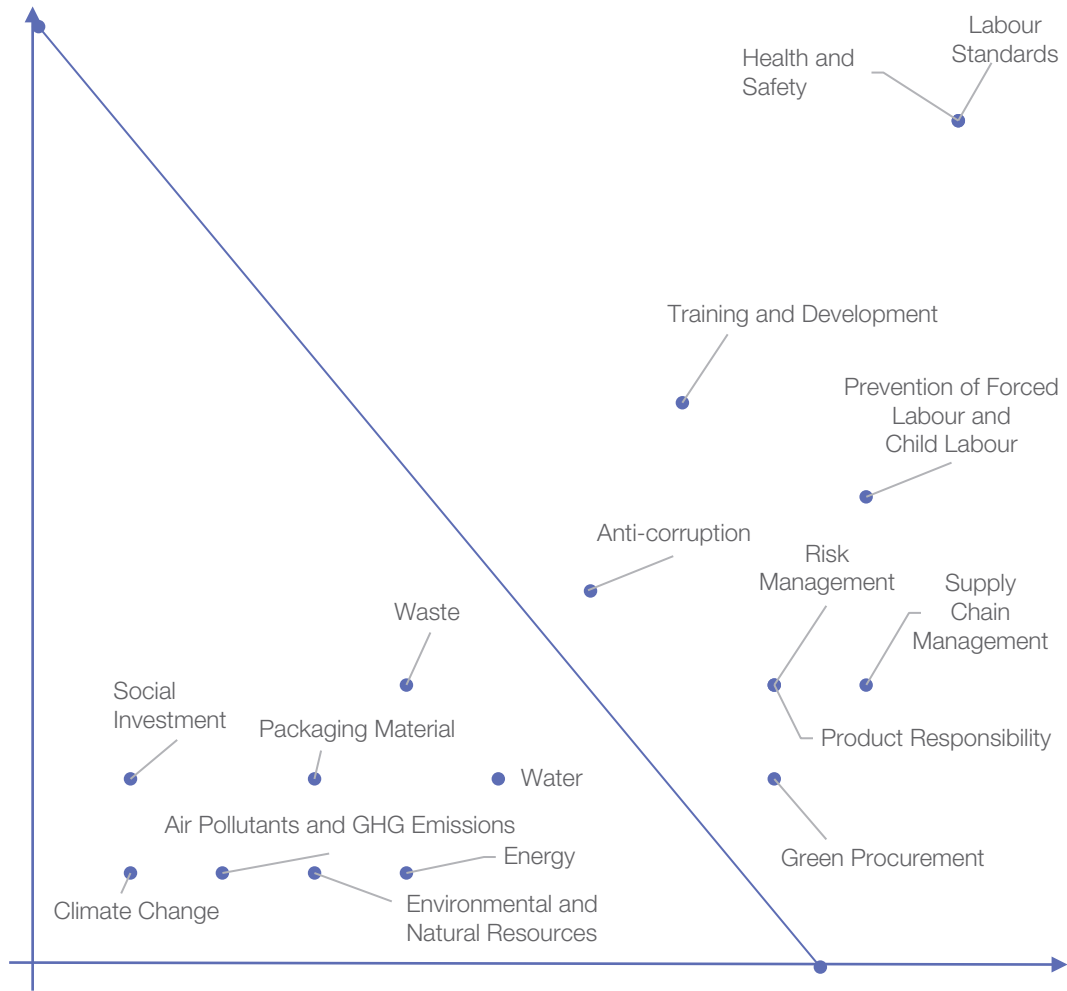 Labour
Standards
Health and
Safety
Training and Development
Prevention of Forced
Labour and
Child Labour
Anti-corruption
Risk
Management
Supply
Chain
Management
Waste
Social
Investment
Packaging Material
Product Responsibility
Water
Air Pollutants and GHG Emissions
Energy
Green Procurement
Climate Change
Environmental and
Natural Resources